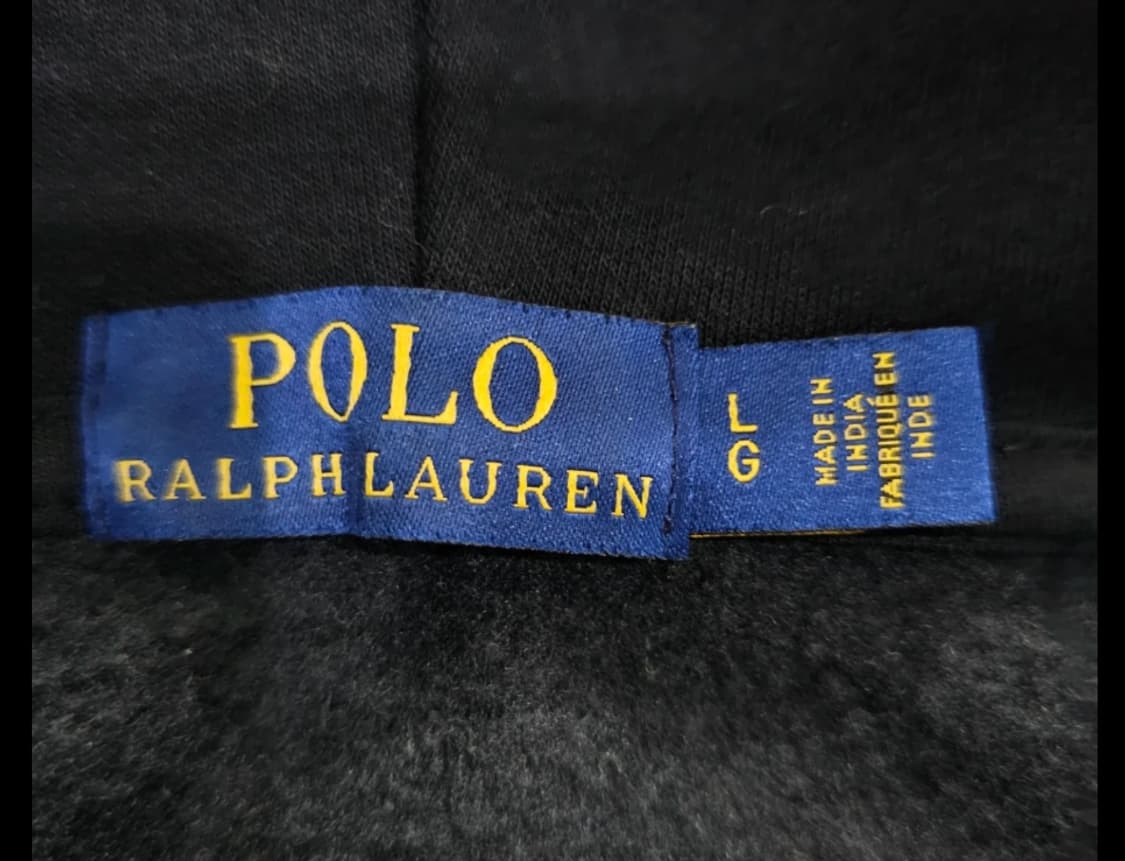 POLO
RALPH LAUREN
L
G
MADE IN
INDIA
FABRIQUÉ EN
INDE